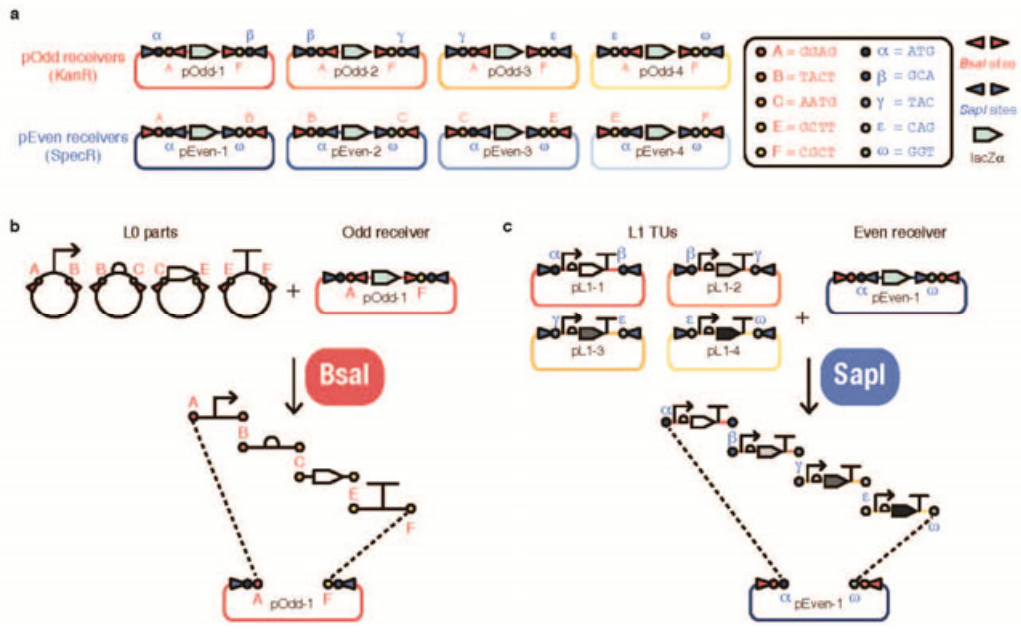 a
α β β γ γ ε ε ω
pOdd receivers
(KanR)
pOdd-1 pOdd-2 pOdd-3 pOdd-4
A F A F A F A F
A B B C C E E F
pEven receivers
(SpecR)
α ω α ω α ω α ω
pEven-1 pEven-2 pEven-3 pEven-4
A = GGAG α = ATG
B = TACT β = GCA
C = AATG γ = TAC
E = GCTT ε = CAG
F = CGCT ω = GGT
BsaI sites
SapI sites
lacZα
b
L0 parts Odd receiver
A B B C C E E F
+
A F
pOdd-1
BsaI
A
B
C
E
F
A F
pOdd-1
c
L1 TUs Even receiver
α β β γ
pL1-1 pL1-2
γ ε ε ω
pL1-3 pL1-4
+
α ω
pEven-1
SapI
α
β
γ
ε
ω
α ω
pEven-1